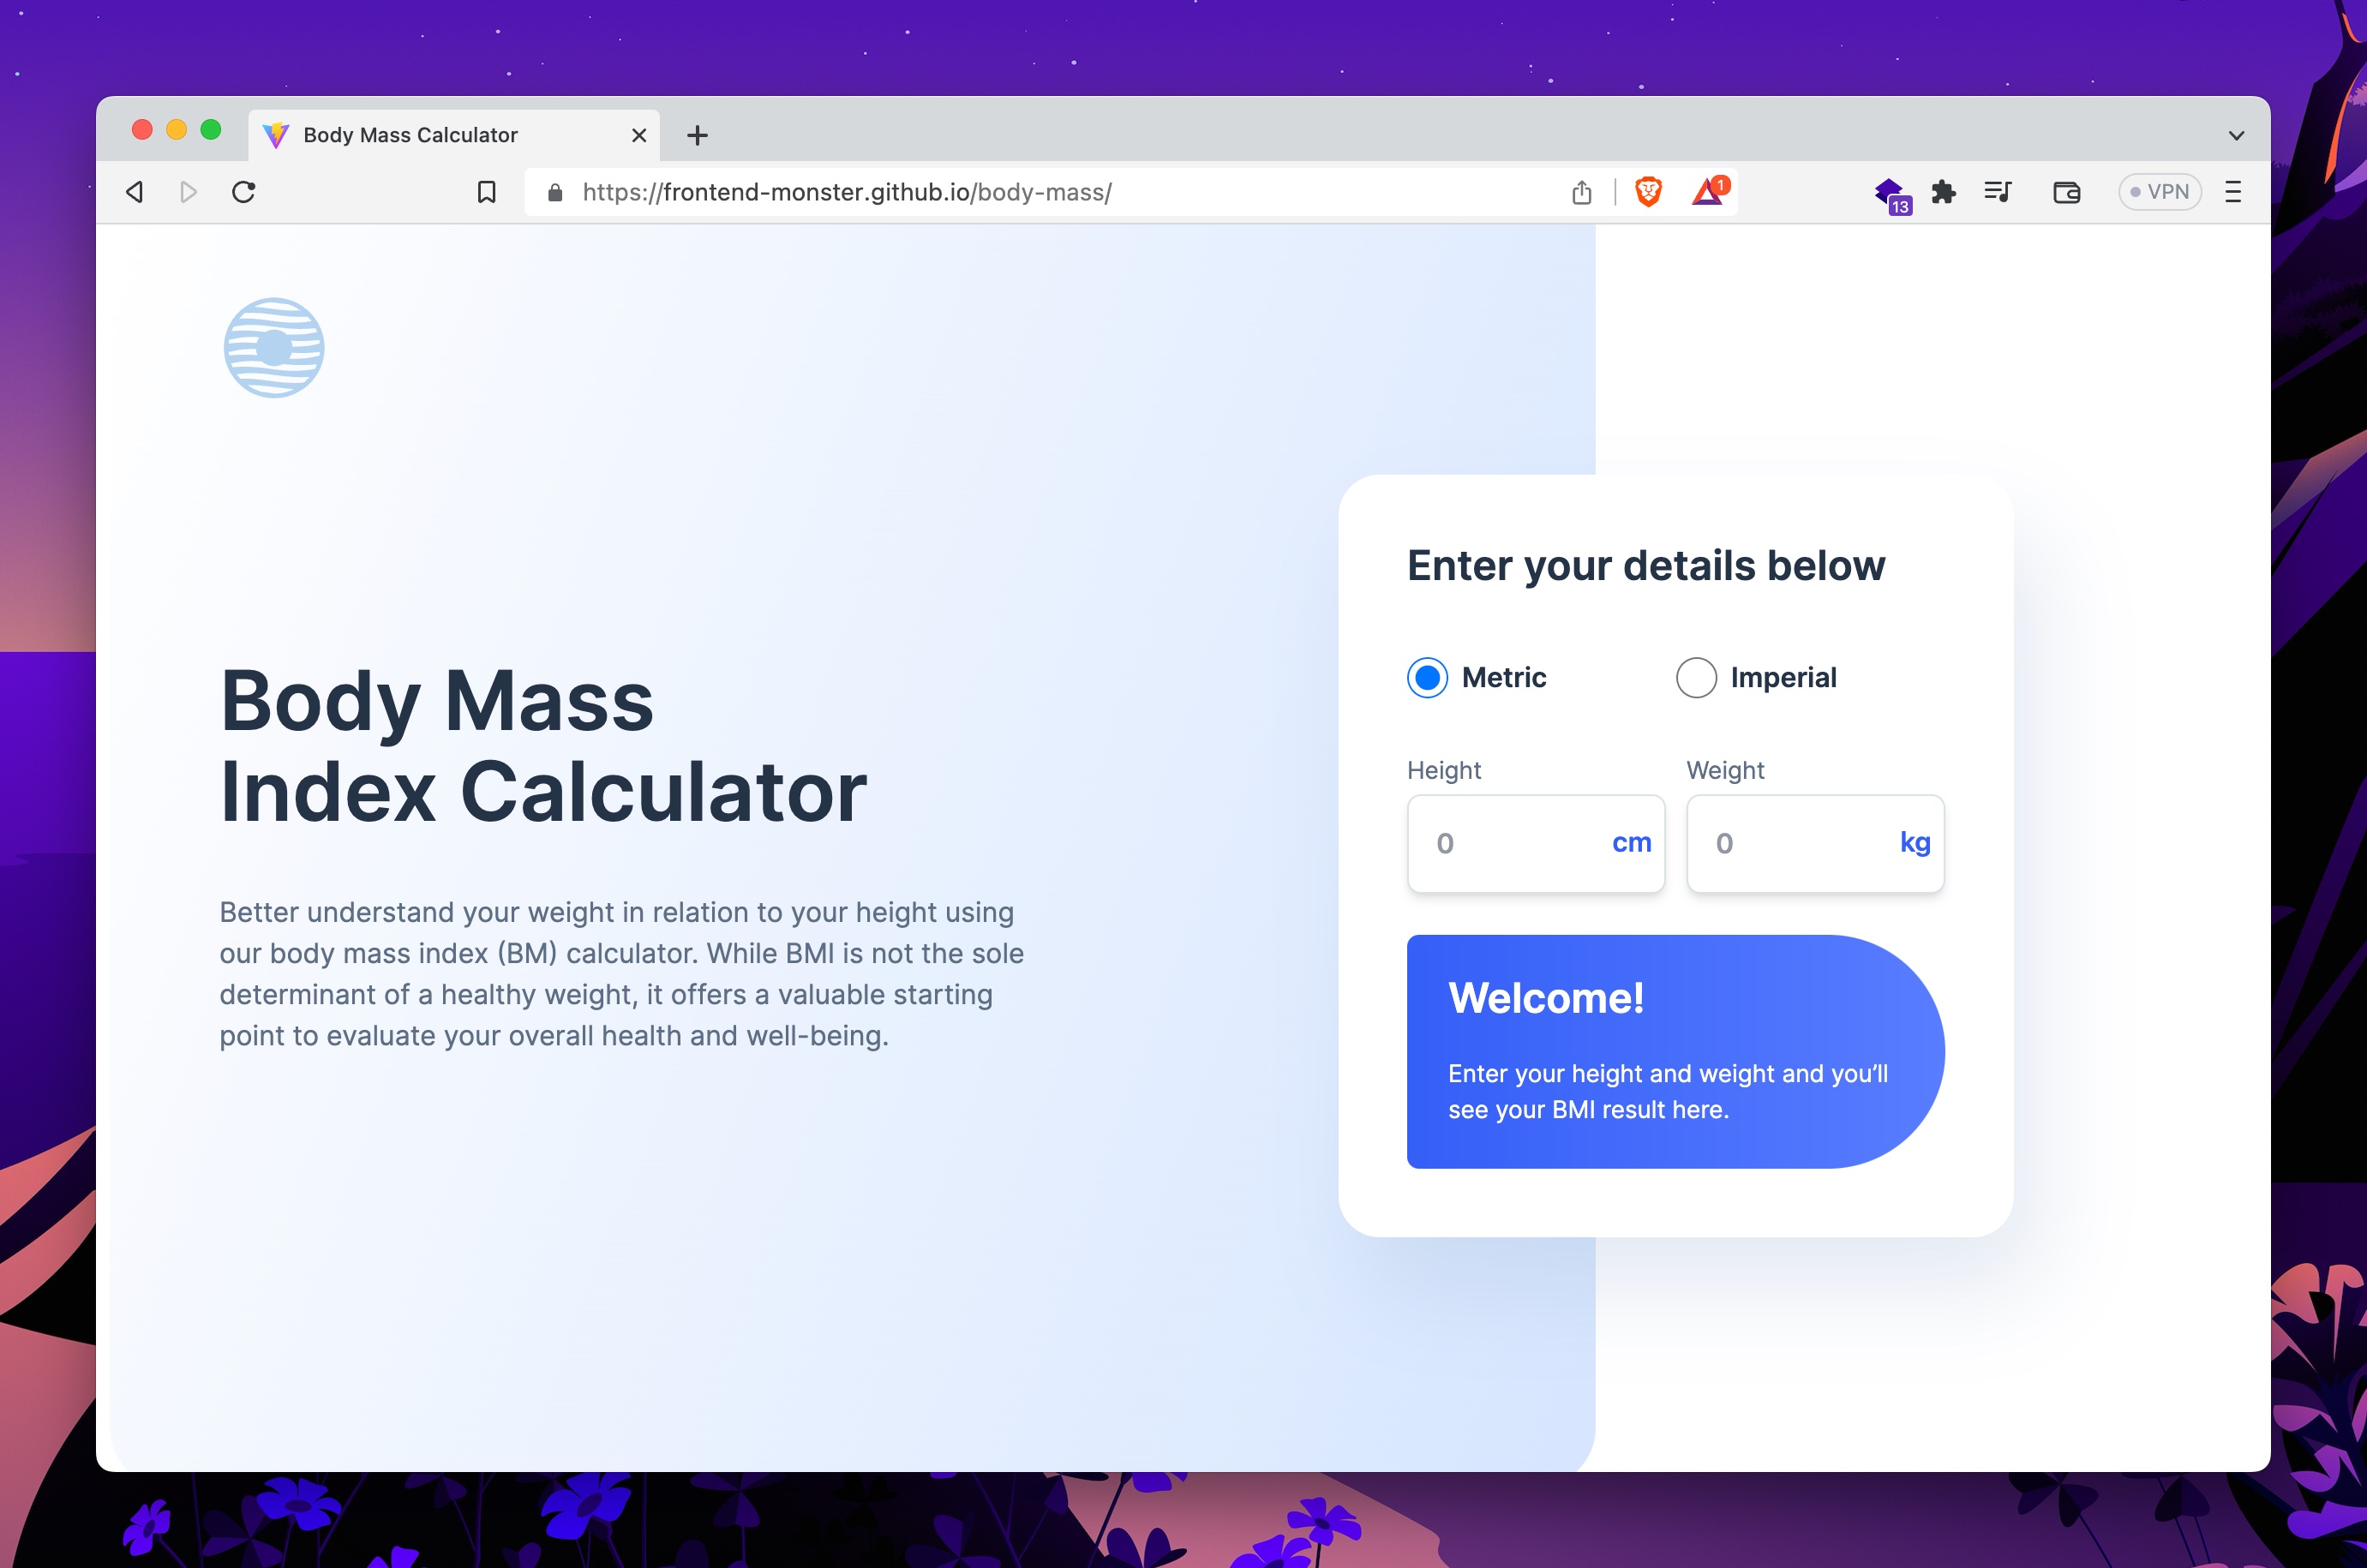 Body Mass Calculator
https://frontend-monster.github.io/body-mass/
1
13
VPN
Body Mass
Index Calculator
Better understand your weight in relation to your height using
our body mass index (BM) calculator. While BMI is not the sole
determinant of a healthy weight, it offers a valuable starting
point to evaluate your overall health and well-being.
Enter your details below
Metric
Imperial
Height
Weight
0 cm
0 kg
Welcome!
Enter your height and weight and you’ll
see your BMI result here.